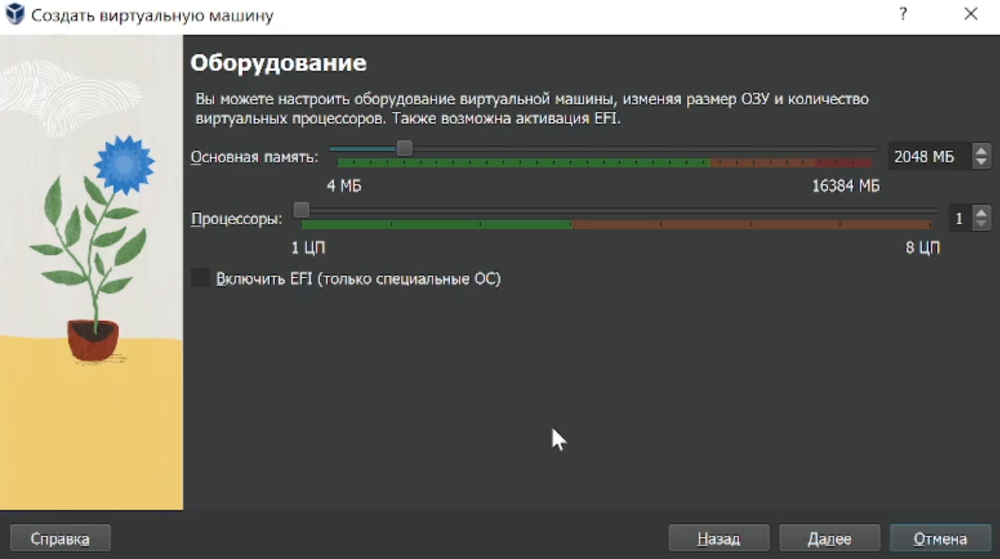 Создать виртуальную машину
?
Оборудование
Вы можете настроить оборудование виртуальной машины, изменяя размер ОЗУ и количество
виртуальных процессоров. Также возможна активация EFI.
Основная память:
2048 МБ
4 МБ
16384 МБ
Процессоры:
1
1 ЦП
8 ЦП
Включить EFI (только специальные ОС)
Справка
Назад
Далее
Отмена